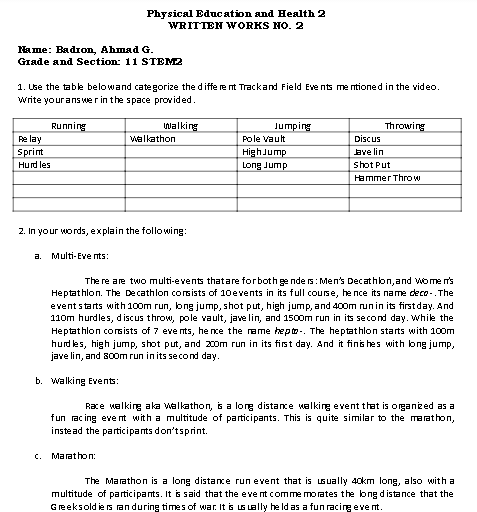 Physical Education and Health 2
WRITTEN WORKS NO. 2
Name: Badron, Ahmad G.
Grade and Section: 11 STEM2
1. Use the table below and categorize the different Track and Field Events mentioned in the video.
Write your answer in the space provided.
Running Walking Jumping Throwing
Relay Walkathon Pole Vault Discus
Sprint High Jump Javelin
Hurdles Long Jump Shot Put
Hammer Throw
2. In your words, explain the following:
a. Multi-Events:
There are two multi-events that are for both genders: Men's Decathlon, and Women's
Heptathlon. The Decathlon consists of 10 events in its full course, hence its name deca-. The
event starts with 100m run, long jump, shot put, high jump, and 400m run in its first day. And
110m hurdles, discus throw, pole vault, javelin, and 1500m run in its second day. While the
Heptathlon consists of 7 events, hence the name hepta-. The heptathlon starts with 100m
hurdles, high jump, shot put, and 200m run in its first day. And it finishes with long jump,
javelin, and 800m run in its second day.
b. Walking Events:
Race walking aka Walkathon, is a long distance walking event that is organized as a
fun racing event with a multitude of participants. This is quite similar to the marathon,
instead the participants don't sprint.
c. Marathon:
The Marathon is a long distance run event that is usually 40km long, also with a
multitude of participants. It is said that the event commemorates the long distance that the
Greek soldiers ran during times of war. It is usually held as a fun racing event.